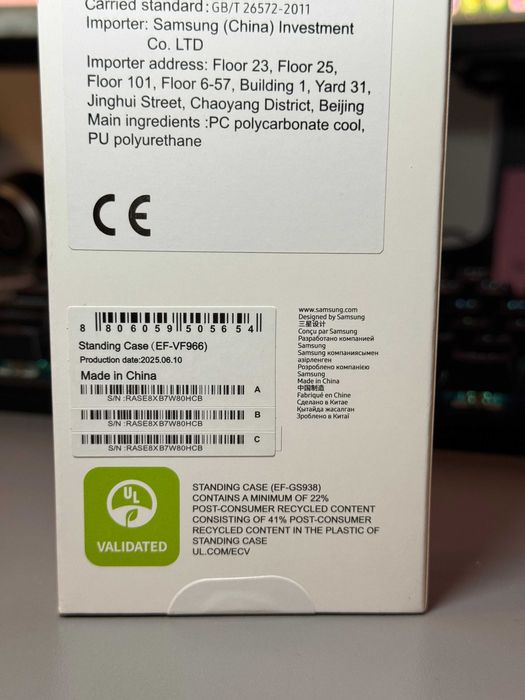 Carried standard: GB/T 26572-2011
Importer: Samsung (China) Investment
Co. LTD
Importer address: Floor 23, Floor 25,
Floor 101, Floor 6-57, Building 1, Yard 31,
Jinghui Street, Chaoyang District, Beijing
Main ingredients :PC polycarbonate cool,
PU polyurethane
CE
8 806059 505654
Standing Case (EF-VF966)
Production date:2025.06.10
Made in China
A
S/N :RASE8XB7W80HCB
B
S/N :RASE8XB7W80HCB
C
S/N :RASE8XB7W80HCB
www.samsung.com
Designed by Samsung
三星设计
Conçu par Samsung
Разработано компанией
Samsung
Samsung компаниясымен
әзірленген
Розроблено компанією
Samsung
Made in China
中国制造
Fabriqué en Chine
Сделано в Китае
Қытайда жасалған
Зроблено в Китаї
UL
VALIDATED
STANDING CASE (EF-GS938)
CONTAINS A MINIMUM OF 22%
POST-CONSUMER RECYCLED CONTENT
CONSISTING OF 41% POST-CONSUMER
RECYCLED CONTENT IN THE PLASTIC OF
STANDING CASE
UL.COM/ECV